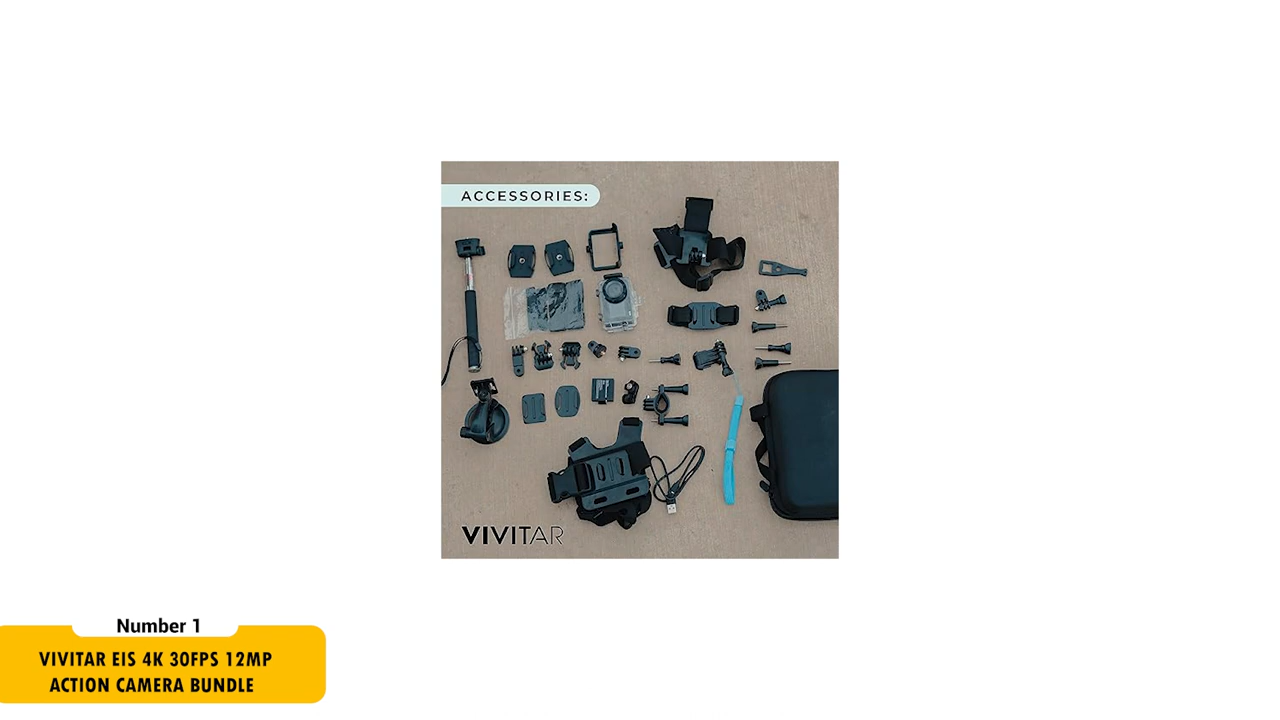 ACCESSORIES:
VIVITAR
Number 1
VIVITAR EIS 4K 30FPS 12MP
ACTION CAMERA BUNDLE